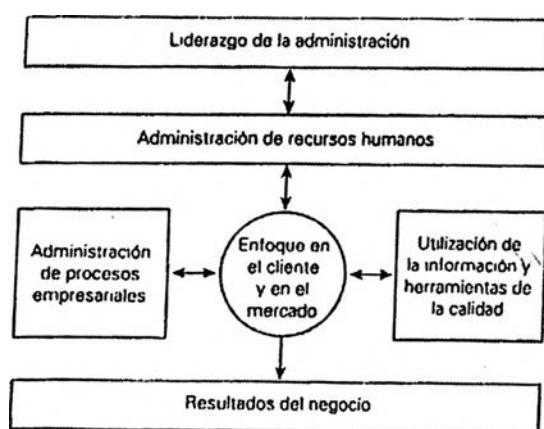 Liderazgo de la administración
Administración de recursos humanos
Administración
de procesos
empresariales
Enfoque en
el cliente
y en el
mercado
Utilización de
la información y
herramientas de
la calidad
Resultados del negocio